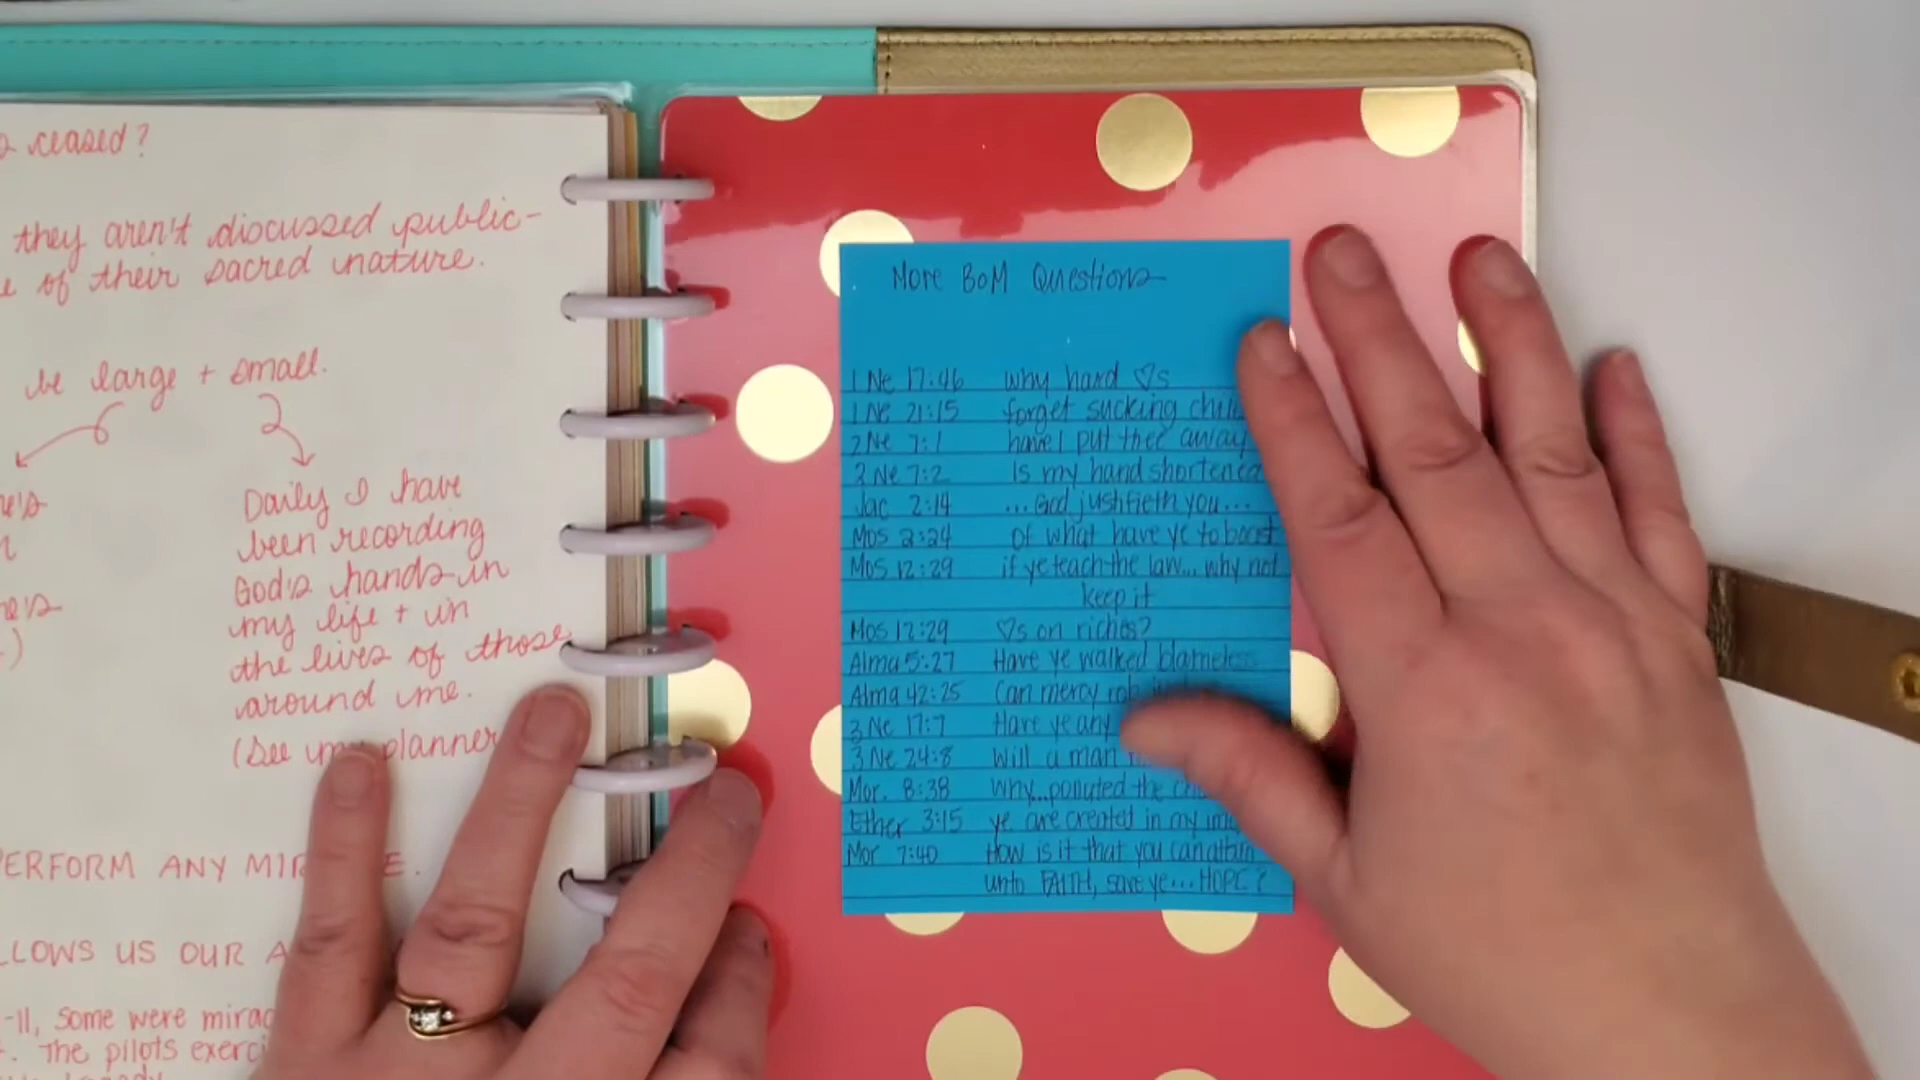 ceased?
they aren't discussed public-
of their sacred nature.
be large + small.
Daily I have
been recording
God's hands in
my life + in
the lives of those
around me.
(See my planner
PERFORM ANY
LLOWS US OUR A
-11, some were mirac
. The pilots exerci
More BoM Questions
1 Ne 17:46 why hard ♡s
1 Ne 21:15 forget sucking chil
2Ne 7:1 have I put thee away
2 Ne 7:2 Is my hand shortened
Jac 2:14 ...God justifieth you...
Mos 2:24 of what have ye to boast
Mos 12:29 if ye teach the law... why not
keep it
Mos 12:29 ♡s on riches?
Alma 5:27 Have ye walked blameless
Alma 42:25 Can mercy rob
3 Ne 17:7 Have ye any
3 Ne 24:8 Will a man
Mor. 8:38 why...polluted the
Ether 3:15 ye are created in my
Mor 7:40 How is it that you can attain
unto FAITH, save ye...HOPE?